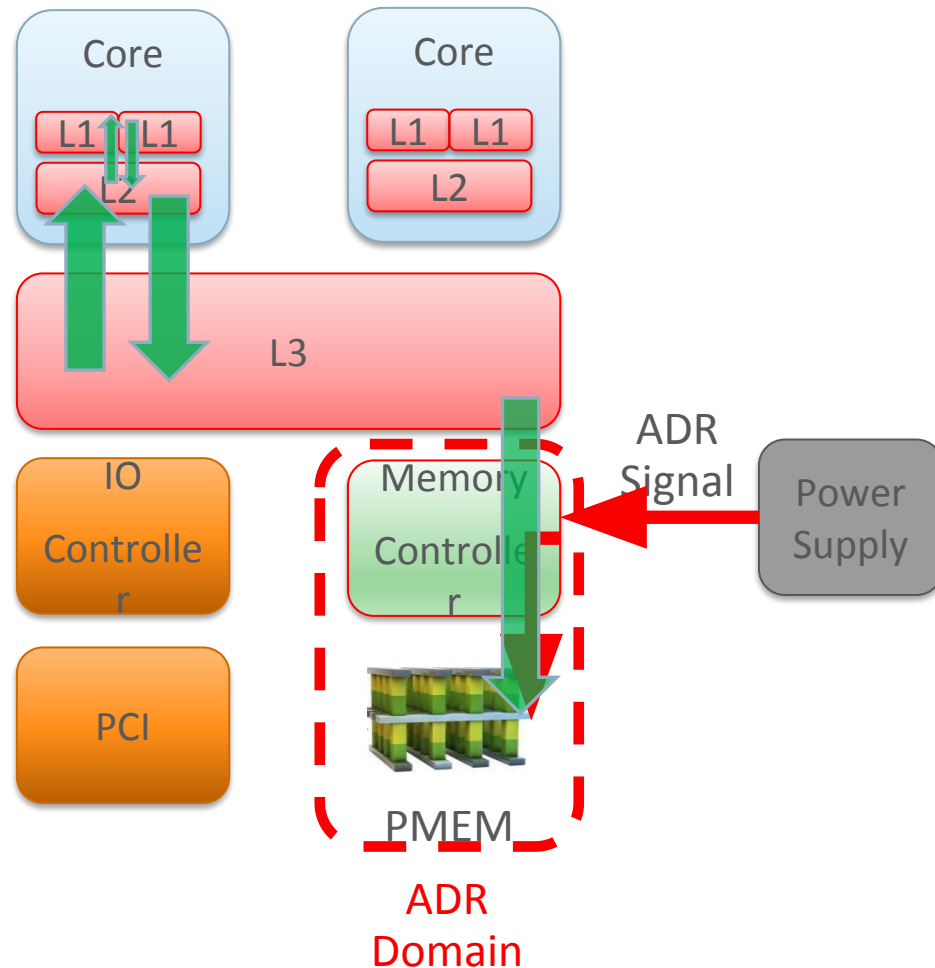 Core
Core
L1 L1
L1 L1
L2
L2
L3
ADR
Signal
IO
Controlle
r
Memory
Controlle
r
Power
Supply
PCI
PMEM
ADR
Domain